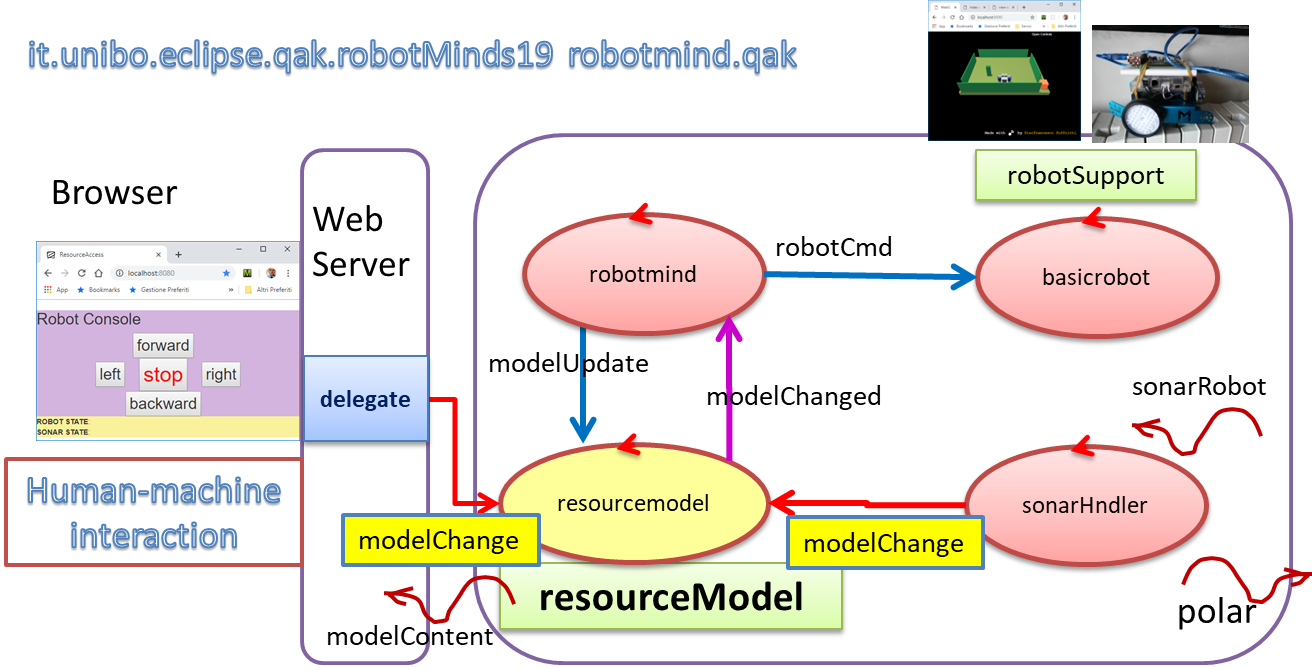 it.unibo.eclipse.qak.robotMinds19 robotmind.qak
Open Controls
robotSupport
Browser
Web
Server
ResourceAccess
localhost:8080
App Bookmarks Gestione Preferiti » Altri Preferiti
Robot Console
forward
left stop right
backward
ROBOT STATE:
SONAR STATE:
delegate
Human-machine
interaction
robotmind
robotCmd
basicrobot
modelUpdate
modelChanged
sonarRobot
resourcemodel
sonarHndler
modelChange
modelChange
resourceModel
modelContent
polar